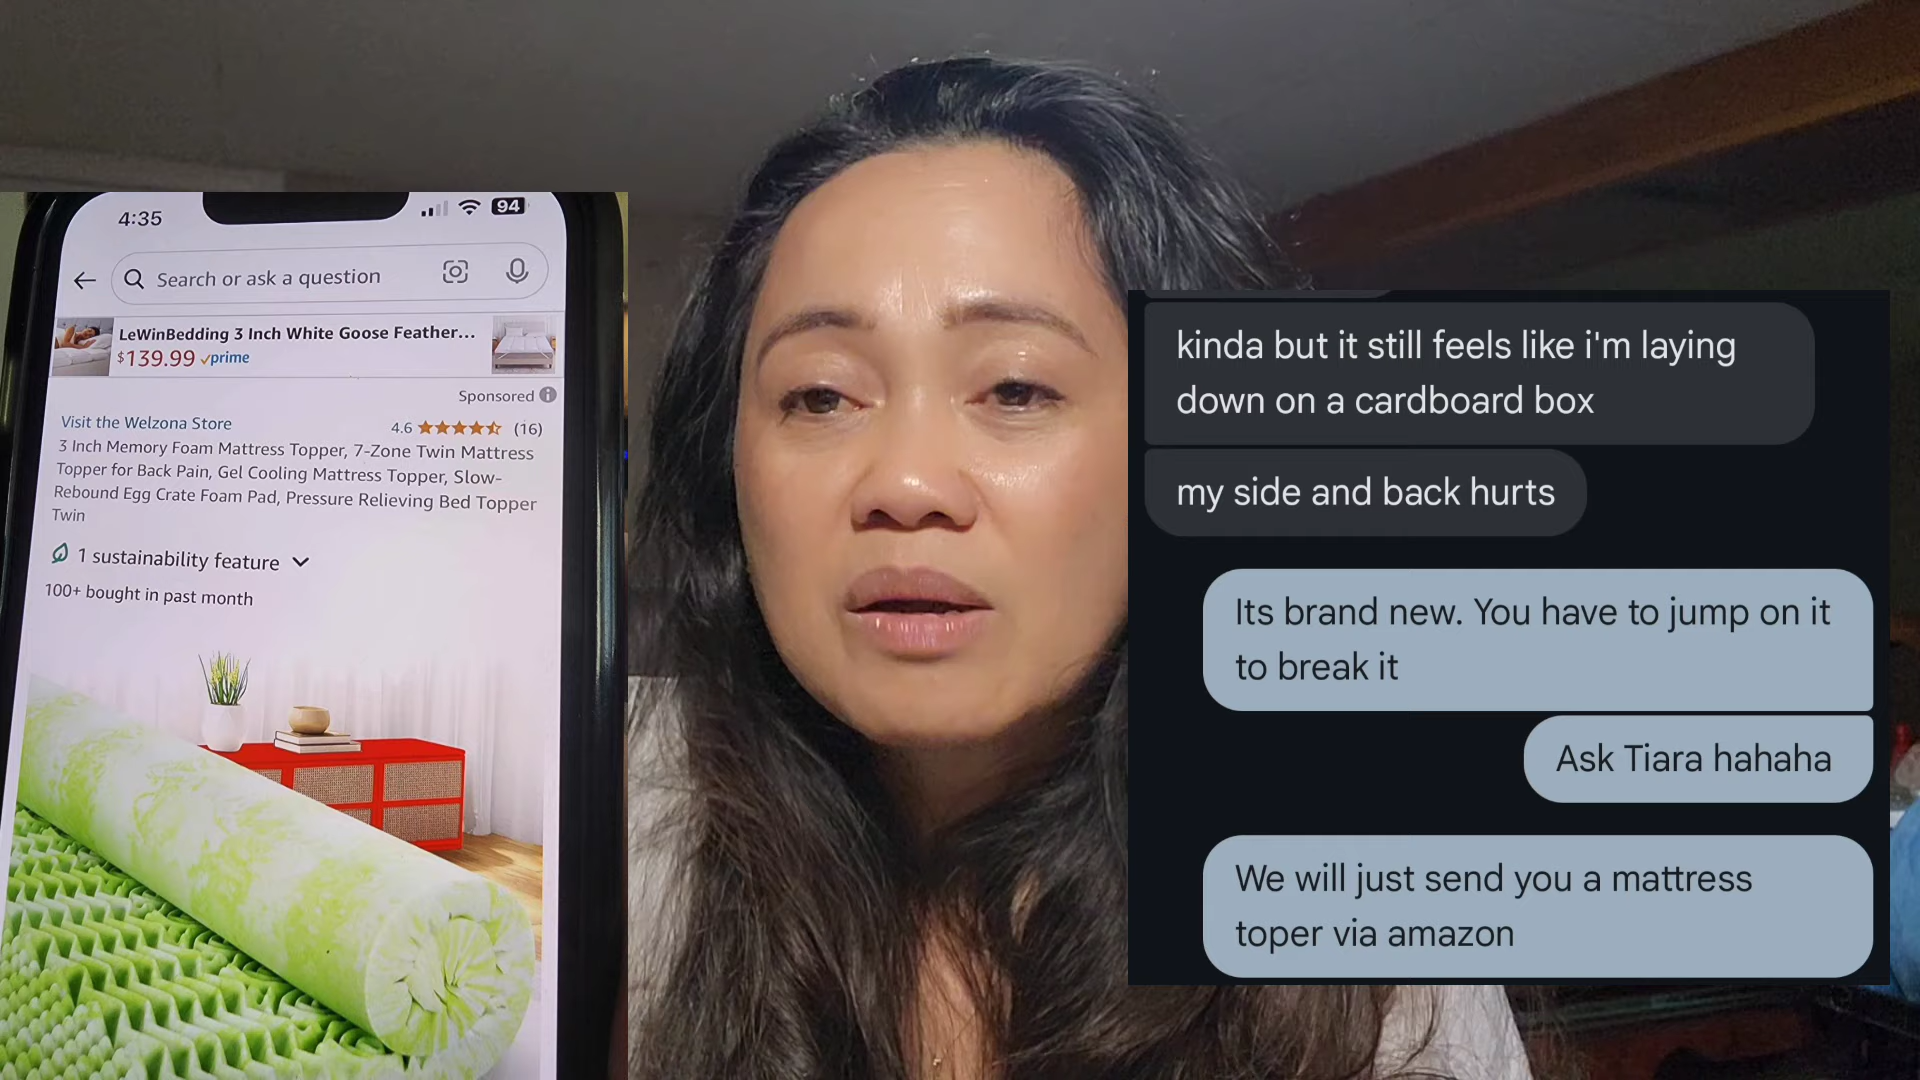 4:35
94
Search or ask a question
LeWinBedding 3 Inch White Goose Feather...
$139.99 prime
Sponsored
Visit the Welzona Store
4.6 (16)
3 Inch Memory Foam Mattress Topper, 7-Zone Twin Mattress
Topper for Back Pain, Gel Cooling Mattress Topper, Slow-
Rebound Egg Crate Foam Pad, Pressure Relieving Bed Topper
Twin
1 sustainability feature
100+ bought in past month
kinda but it still feels like i'm laying
down on a cardboard box
my side and back hurts
Its brand new. You have to jump on it
to break it
Ask Tiara hahaha
We will just send you a mattress
toper via amazon